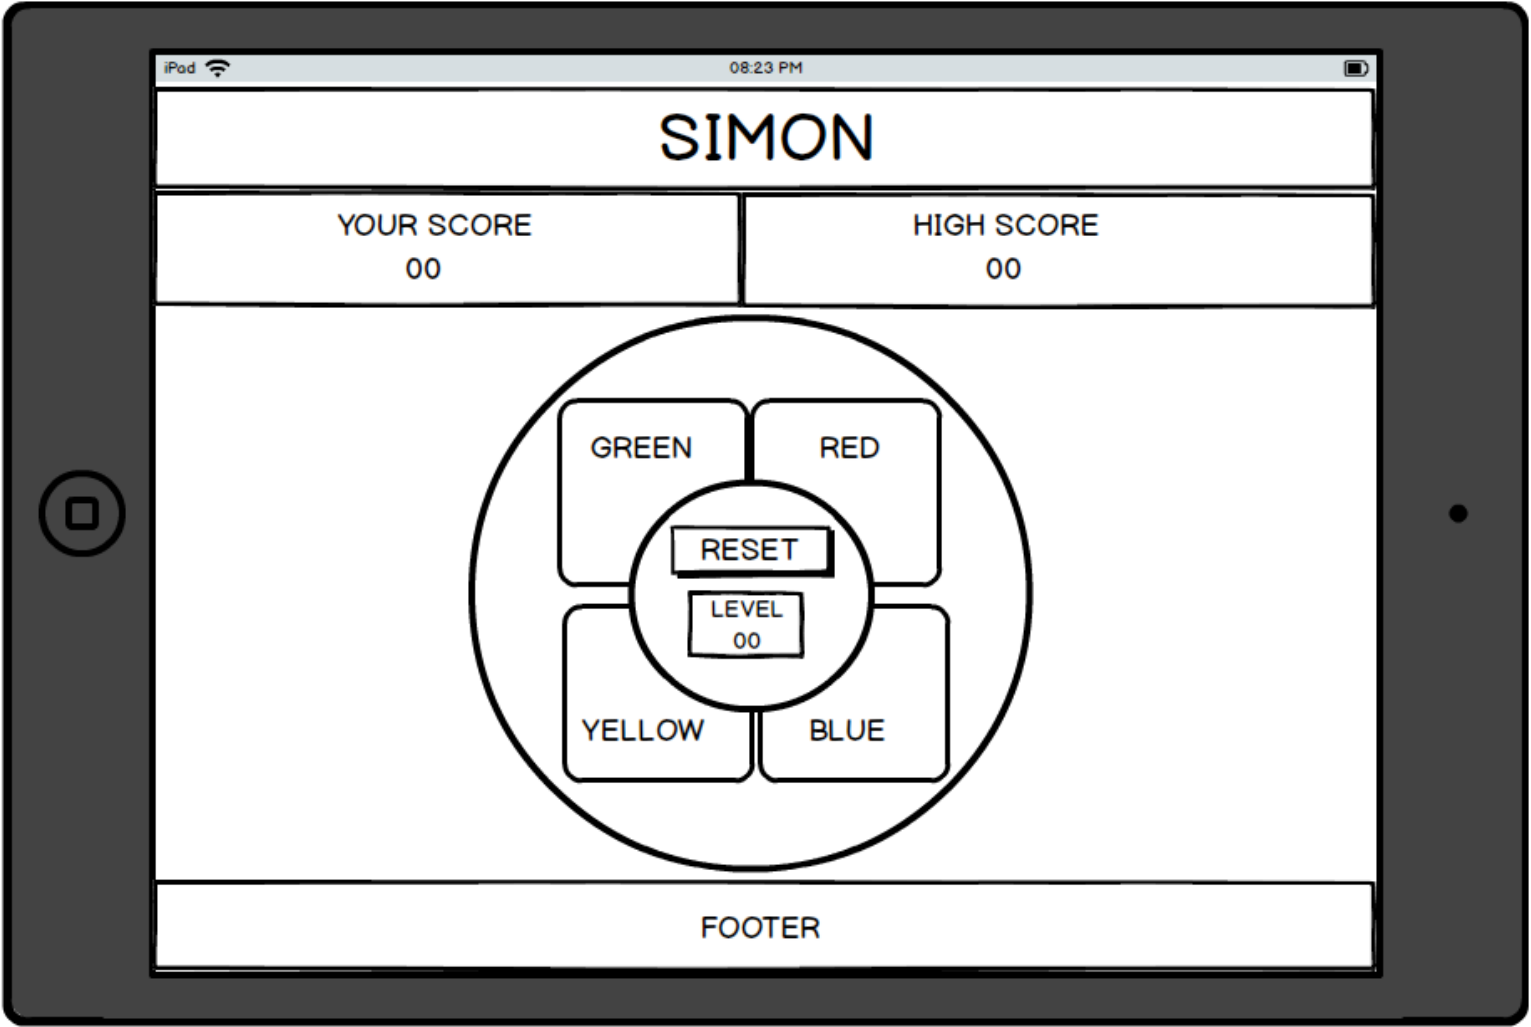 iPad 08:23 PM
SIMON
YOUR SCORE
00
HIGH SCORE
00
GREEN
RED
RESET
LEVEL
00
YELLOW
BLUE
FOOTER